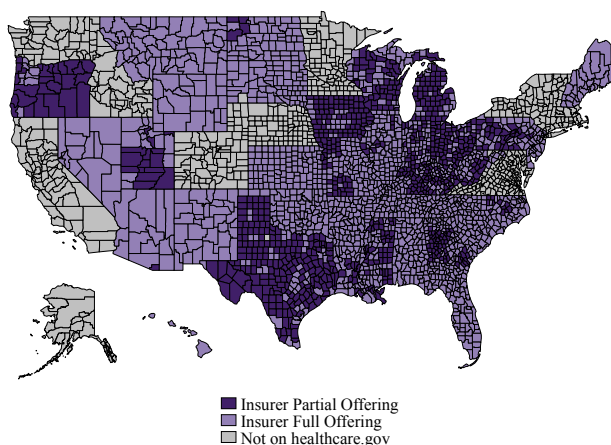 Insurer Partial Offering
Insurer Full Offering
Not on healthcare.gov